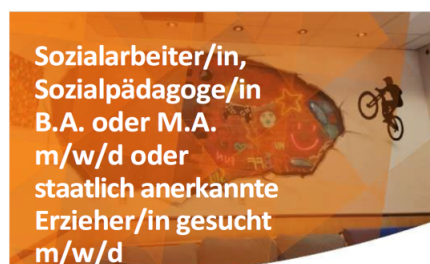 Sozialarbeiter/in,
Sozialpädagoge/in
B.A. oder M.A.
m/w/d oder
staatlich anerkannte
Erzieher/in gesucht
m/w/d